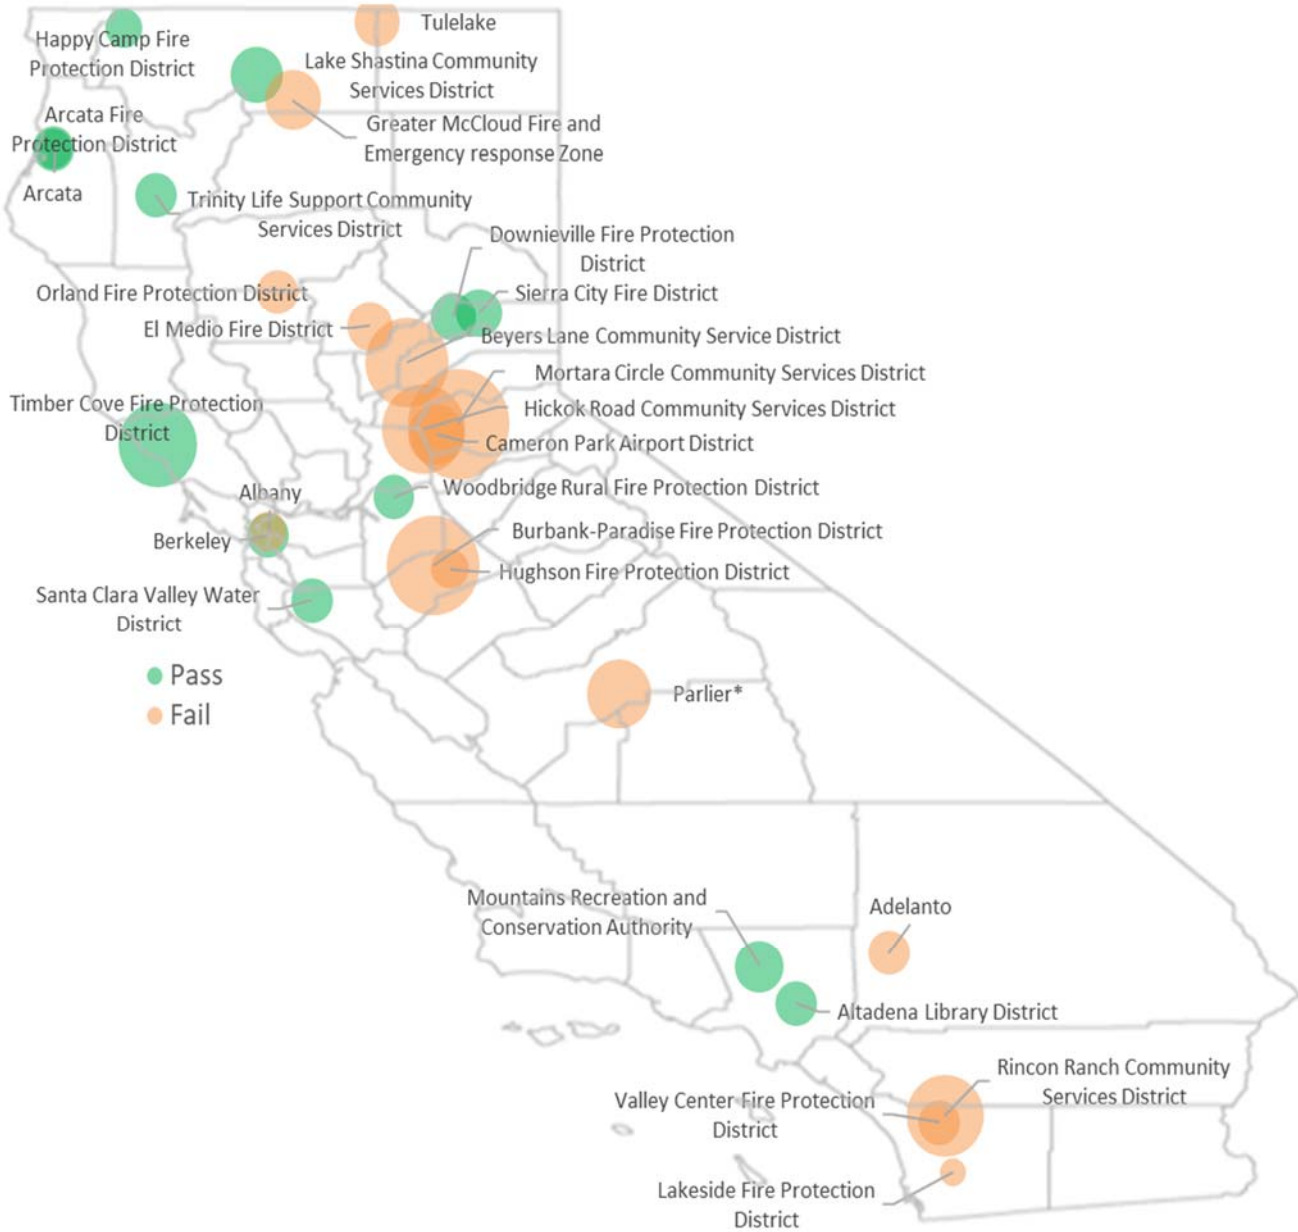 Tulelake
Happy Camp Fire
Protection District
Lake Shastina Community
Services District
Arcata Fire
Protection District
Greater McCloud Fire and
Emergency response Zone
Arcata
Trinity Life Support Community
Services District
Downieville Fire Protection
District
Orland Fire Protection District
Sierra City Fire District
El Medio Fire District
Beyers Lane Community Service District
Mortara Circle Community Services District
Timber Cove Fire Protection
District
Hickok Road Community Services District
Cameron Park Airport District
Albany
Woodbridge Rural Fire Protection District
Berkeley
Burbank-Paradise Fire Protection District
Hughson Fire Protection District
Santa Clara Valley Water
District
Pass
Fail
Parlier*
Mountains Recreation and
Conservation Authority
Adelanto
Altadena Library District
Rincon Ranch Community
Services District
Valley Center Fire Protection
District
Lakeside Fire Protection
District